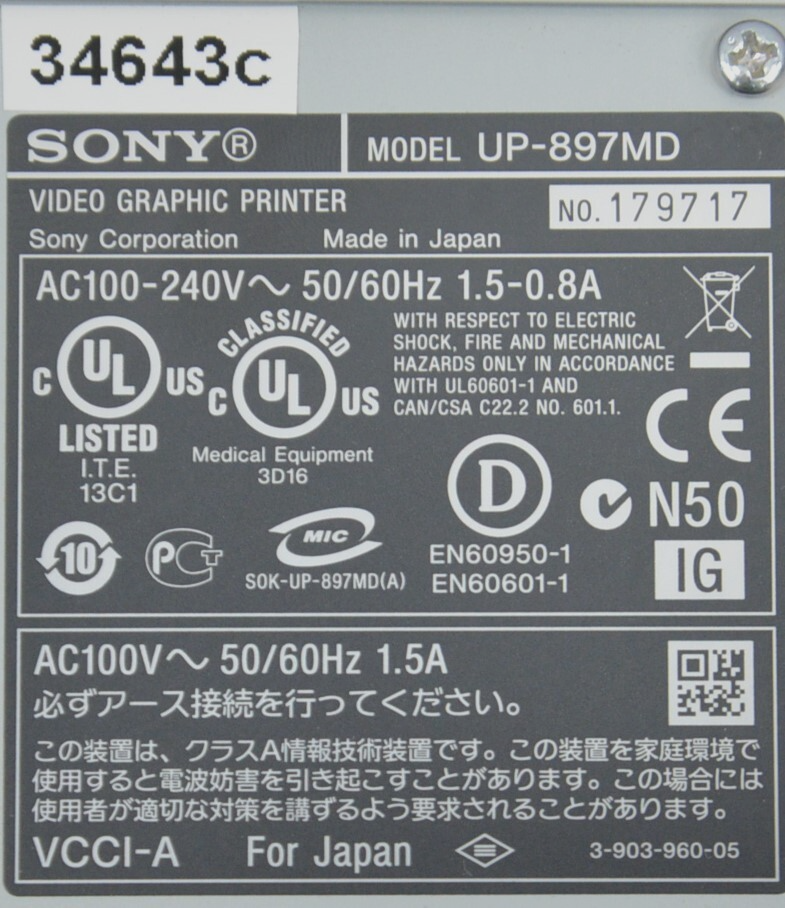 34643c
SONY® MODEL UP-897MD
VIDEO GRAPHIC PRINTER
NO. 179717
Sony Corporation Made in Japan
AC100-240V～ 50/60Hz 1.5-0.8A
C UL US
LISTED
I.T.E.
13C1
CLASSIFIED
C UL US
Medical Equipment
3D16
WITH RESPECT TO ELECTRIC
SHOCK, FIRE AND MECHANICAL
HAZARDS ONLY IN ACCORDANCE
WITH UL60601-1 AND
CAN/CSA C22.2 NO. 601.1.
CE
10
PCT
MIC
SOK-UP-897MD(A)
D
EN60950-1
EN60601-1
N50
IG
AC100V～ 50/60Hz 1.5A
必ずアース接続を行ってください。
この装置は、クラスA情報技術装置です。この装置を家庭環境で
使用すると電波妨害を引き起こすことがあります。この場合には
使用者が適切な対策を講ずるよう要求されることがあります。
VCCI-A For Japan 3-903-960-05